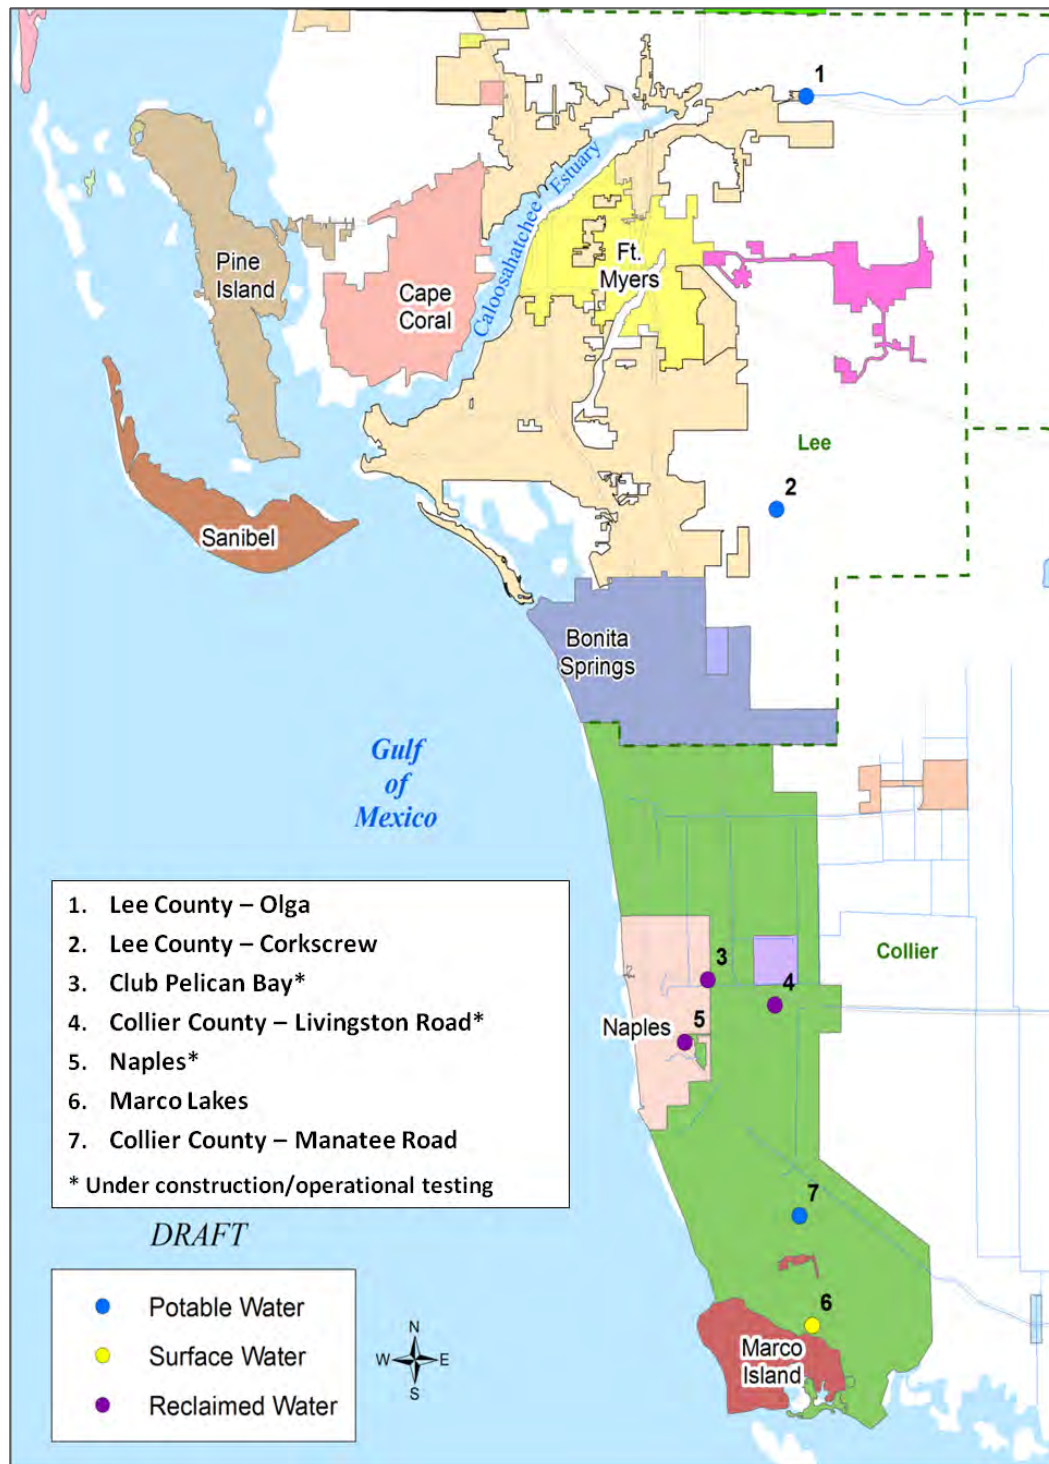 1
Caloosahatchee Estuary
Ft.
Myers
Pine
Island
Cape
Coral
Lee
2
Sanibel
Bonita
Springs
Gulf
of
Mexico
1. Lee County – Olga
2. Lee County – Corkscrew
3. Club Pelican Bay*
4. Collier County – Livingston Road*
5. Naples*
6. Marco Lakes
7. Collier County – Manatee Road
* Under construction/operational testing
Collier
3
4
Naples
5
7
6
Marco
Island
DRAFT
Potable Water
Surface Water
Reclaimed Water
N
W E
S